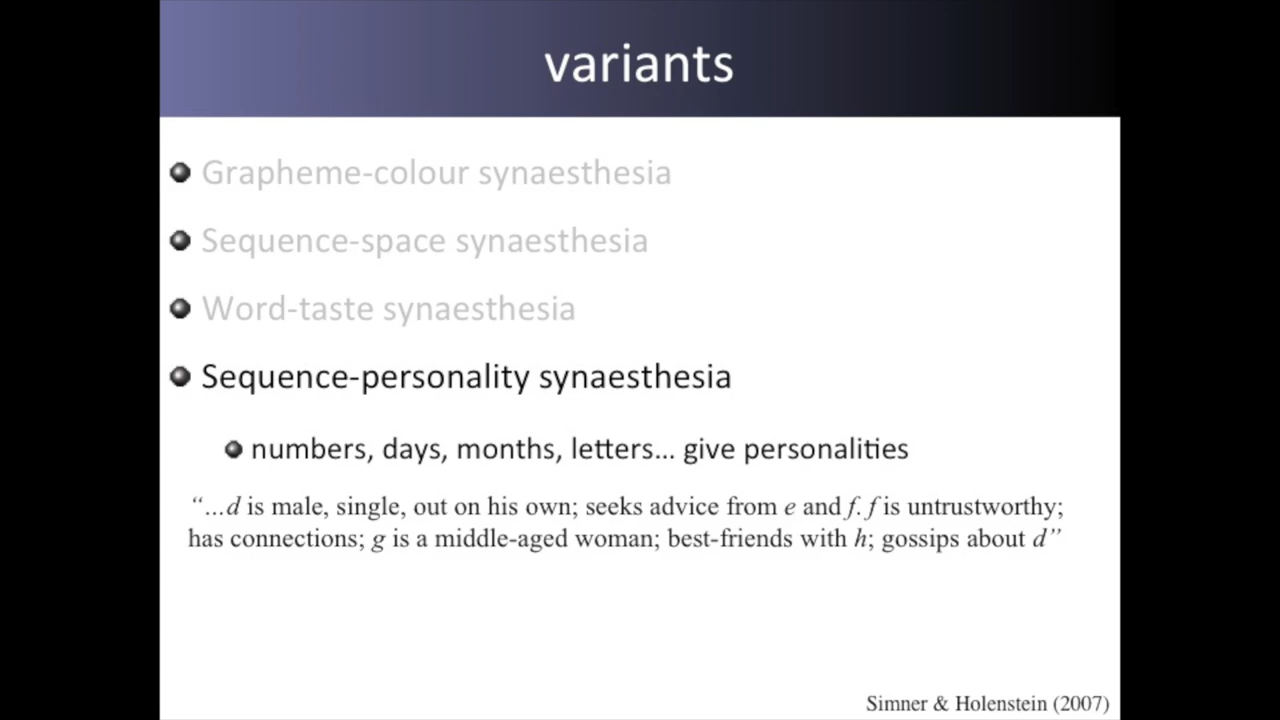 variants
Grapheme-colour synaesthesia
Sequence-space synaesthesia
Word-taste synaesthesia
Sequence-personality synaesthesia
numbers, days, months, letters... give personalities
“...d is male, single, out on his own; seeks advice from e and f. f is untrustworthy;
has connections; g is a middle-aged woman; best-friends with h; gossips about d”
Simner & Holenstein (2007)